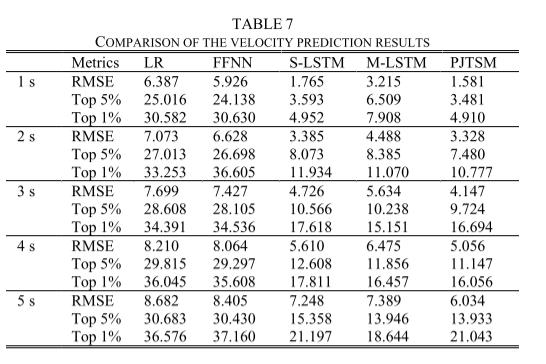 TABLE 7
COMPARISON OF THE VELOCITY PREDICTION RESULTS
Metrics LR FFNN S-LSTM M-LSTM PJTSM
1 s RMSE 6.387 5.926 1.765 3.215 1.581
Top 5% 25.016 24.138 3.593 6.509 3.481
Top 1% 30.582 30.630 4.952 7.908 4.910
2 s RMSE 7.073 6.628 3.385 4.488 3.328
Top 5% 27.013 26.698 8.073 8.385 7.480
Top 1% 33.253 36.605 11.934 11.070 10.777
3 s RMSE 7.699 7.427 4.726 5.634 4.147
Top 5% 28.608 28.105 10.566 10.238 9.724
Top 1% 34.391 34.536 17.618 15.151 16.694
4 s RMSE 8.210 8.064 5.610 6.475 5.056
Top 5% 29.815 29.297 12.608 11.856 11.147
Top 1% 36.045 35.608 17.811 16.457 16.056
5 s RMSE 8.682 8.405 7.248 7.389 6.034
Top 5% 30.683 30.430 15.358 13.946 13.933
Top 1% 36.576 37.160 21.197 18.644 21.043